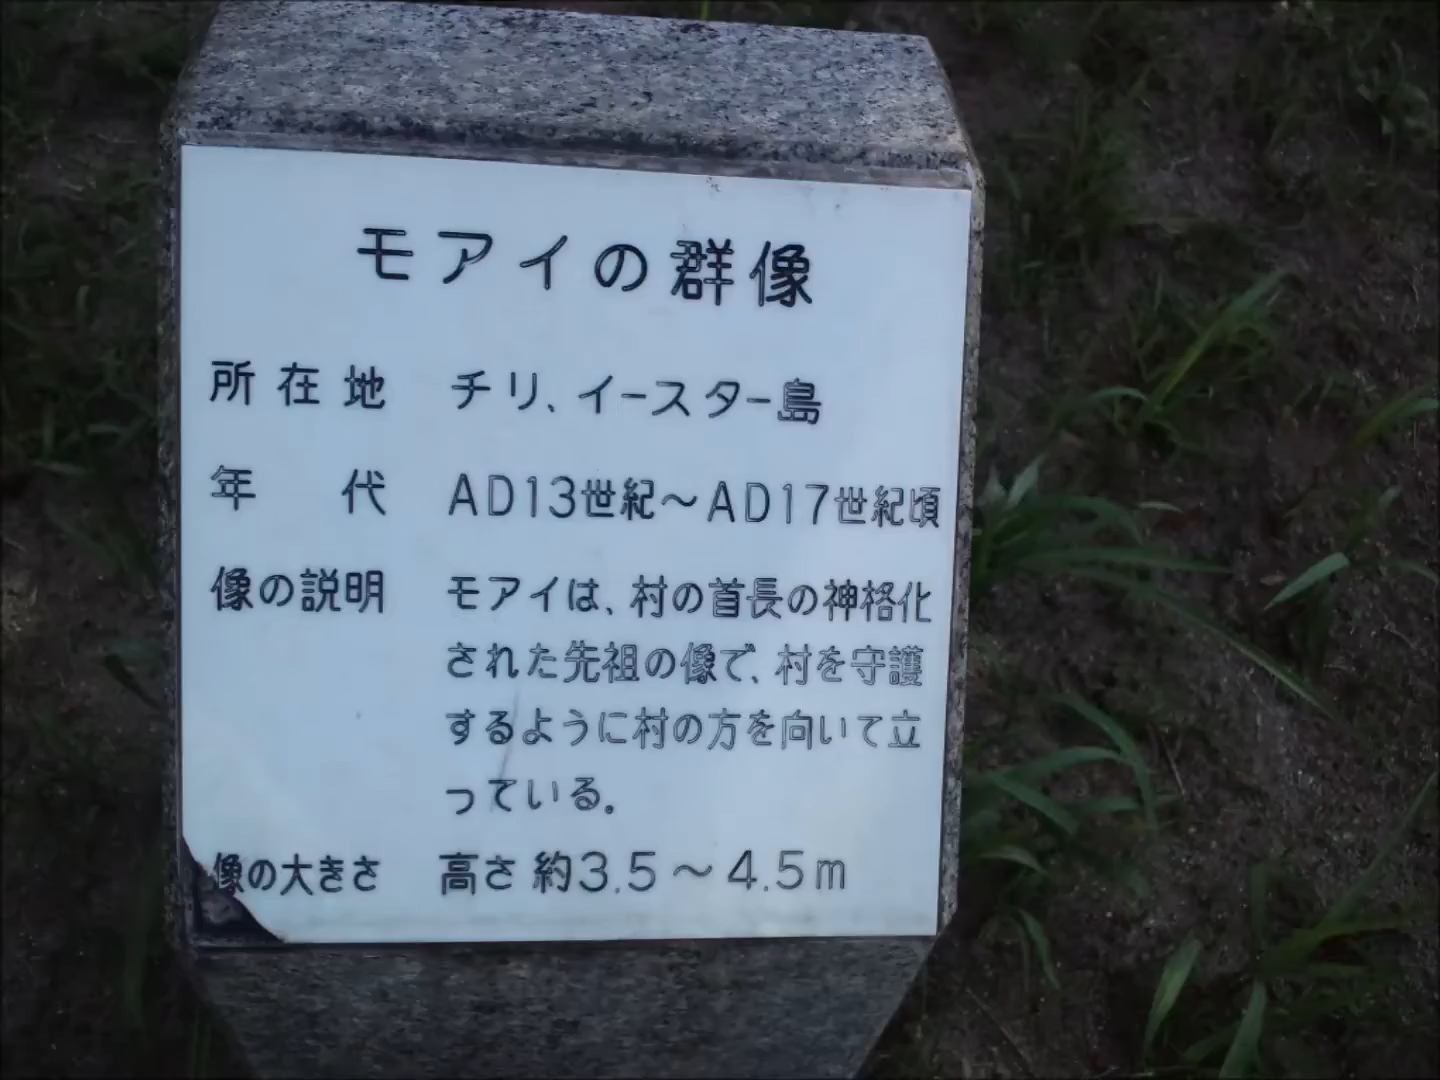 モアイの群像
所在地 チリ、イースター島
年代 AD13世紀〜AD17世紀頃
像の説明 モアイは、村の首長の神格化
された先祖の像で、村を守護
するように村の方を向いて立
っている。
像の大きさ 高さ 約3.5〜4.5m